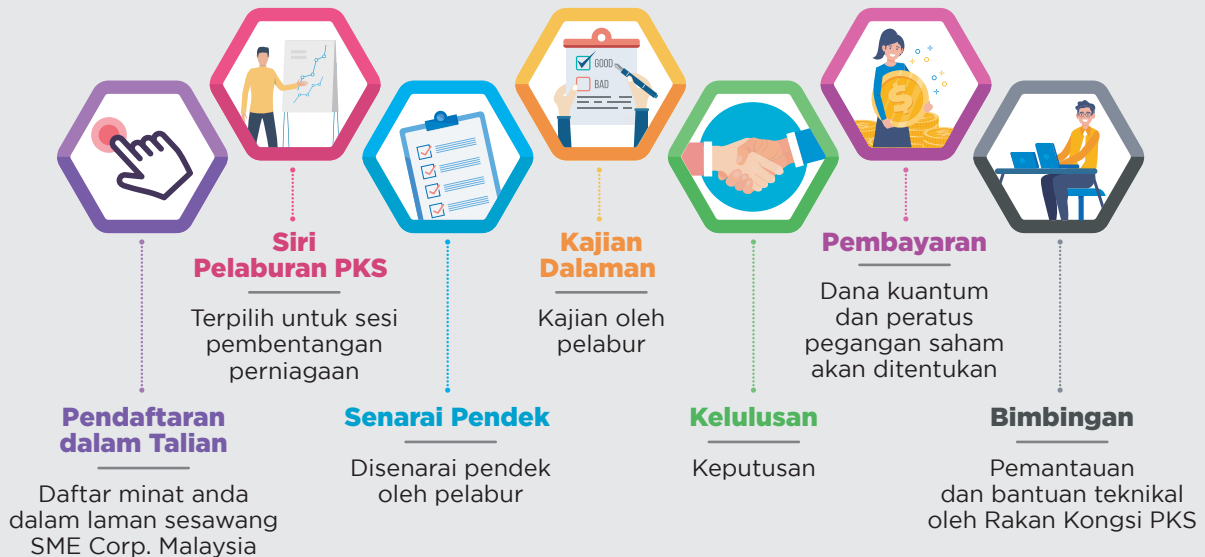 Pendaftaran
dalam Talian
Daftar minat anda
dalam laman sesawang
SME Corp. Malaysia
Siri
Pelaburan PKS
Terpilih untuk sesi
pembentangan
perniagaan
Senarai Pendek
Disenarai pendek
oleh pelabur
GOOD
BAD
Kajian
Dalaman
Kajian oleh
pelabur
Kelulusan
Keputusan
Pembayaran
Dana kuantum
dan peratus
pegangan saham
akan ditentukan
Bimbingan
Pemantauan
dan bantuan teknikal
oleh Rakan Kongsi PKS